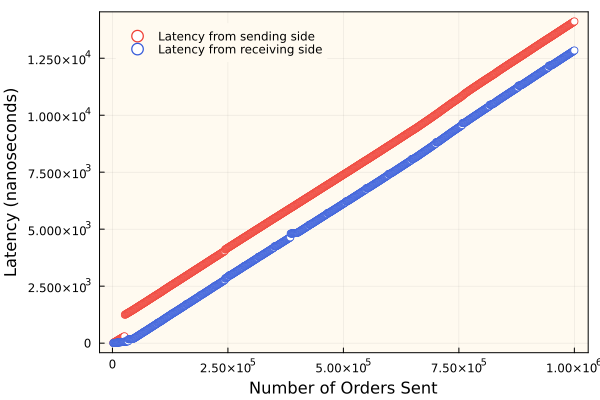 Latency from sending side
Latency from receiving side
1.250×10⁴
1.000×10⁴
7.500×10³
5.000×10³
2.500×10³
0
Latency (nanoseconds)
0 2.50×10⁵ 5.00×10⁵ 7.50×10⁵ 1.00×10⁶
Number of Orders Sent